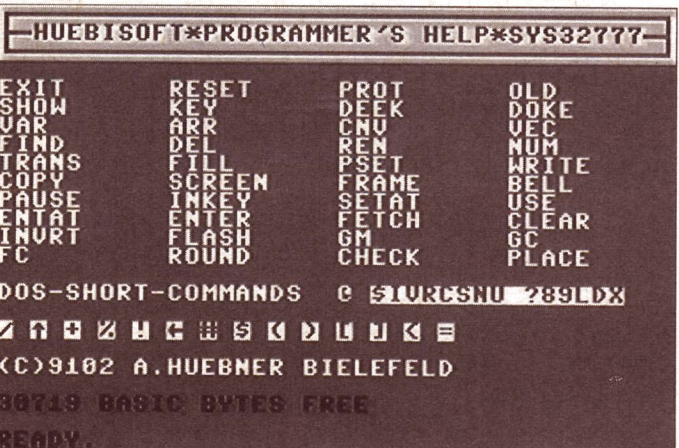 HUEBISOFT*PROGRAMMER'S HELP*SYS32777
EXIT RESET PROT OLD
SHOW KEY DEEK DOKE
VAR ARR CNV VEC
FIND DEL REN NUM
TRANS FILL PSET WRITE
COPY SCREEN FRAME BELL
PAUSE INKEY SETAT USE
ENTAT ENTER FETCH CLEAR
INVRT FLASH GM GC
FC ROUND CHECK PLACE
DOS-SHORT-COMMANDS @ $IVRCSNU ?89LDX
/ ↑ + % ! ← # $ ( ) [ ] < =
(C)9102 A.HUEBNER BIELEFELD
30719 BASIC BYTES FREE
READY.